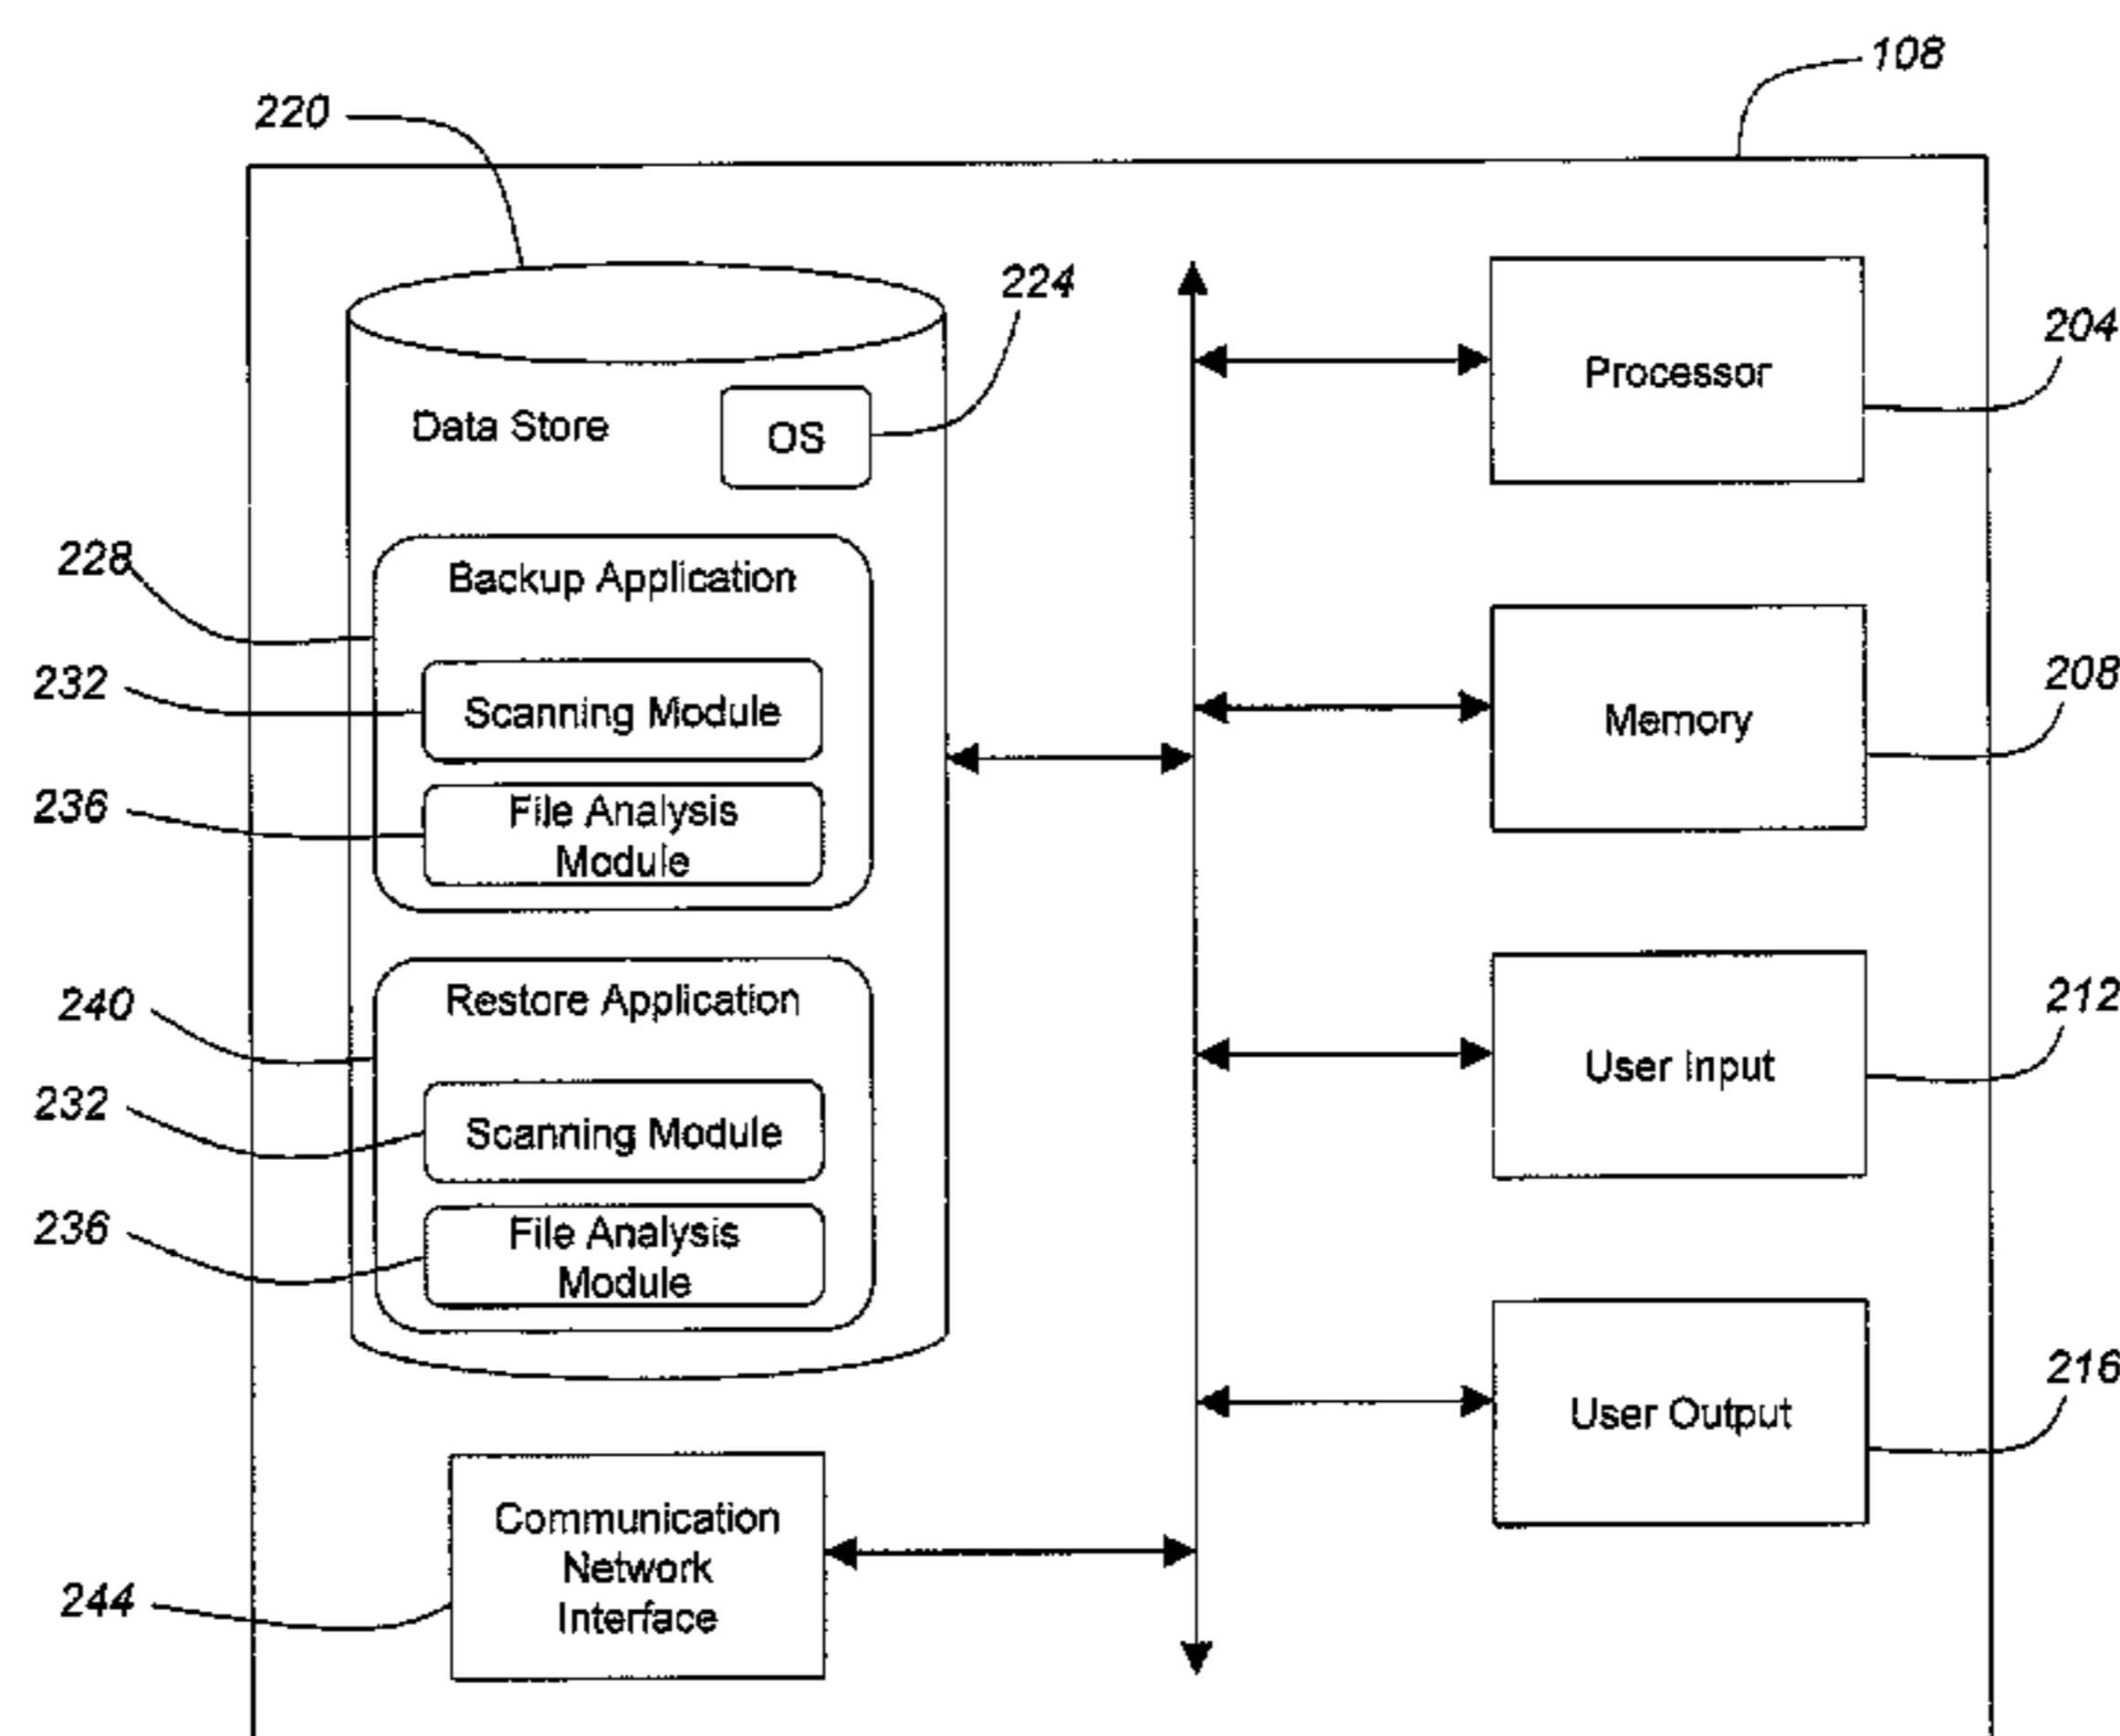 108
220
224
Data Store
OS
Processor
204
228
Backup Application
232
Scanning Module
Memory
208
236
File Analysis
Module
240
Restore Application
User Input
212
232
Scanning Module
236
File Analysis
Module
User Output
216
244
Communication
Network
Interface